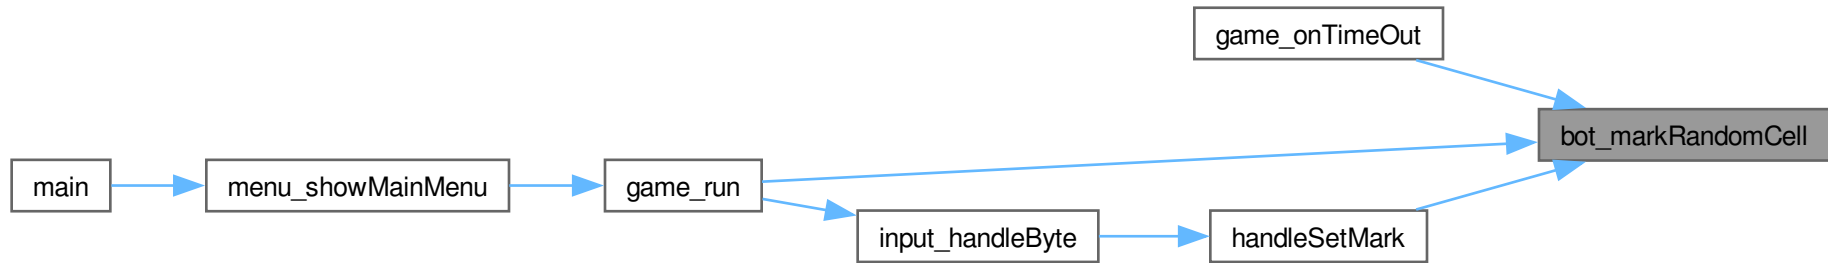 game_onTimeOut
bot_markRandomCell
main
menu_showMainMenu
game_run
input_handleByte
handleSetMark